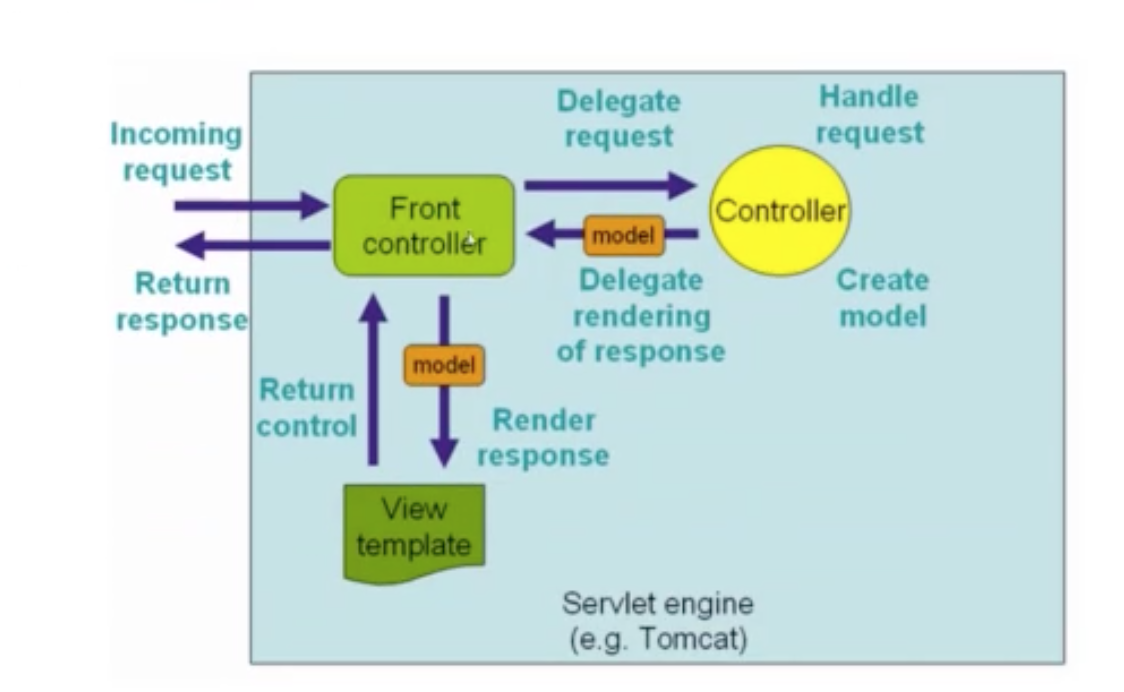 Incoming
request
Return
response
Front
controller
Delegate
request
Handle
request
Controller
model
Delegate
rendering
of response
Create
model
Return
control
model
Render
response
View
template
Servlet engine
(e.g. Tomcat)